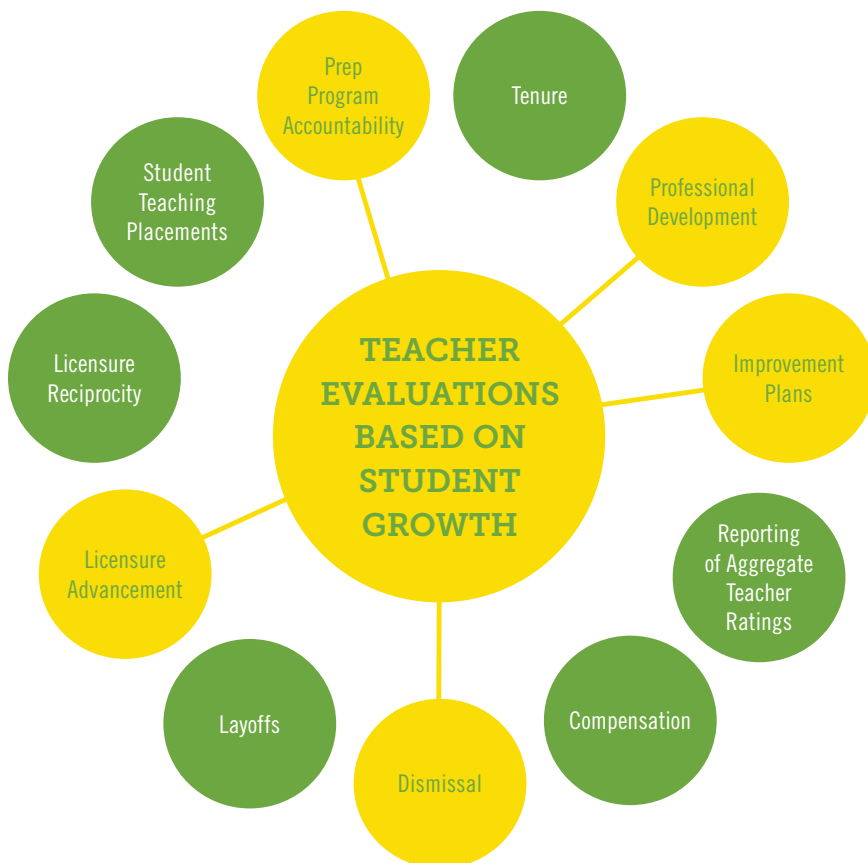 Prep
Program
Accountability
Tenure
Student
Teaching
Placements
Professional
Development
Licensure
Reciprocity
TEACHER
EVALUATIONS
BASED ON
STUDENT
GROWTH
Improvement
Plans
Licensure
Advancement
Reporting
of Aggregate
Teacher
Ratings
Layoffs
Compensation
Dismissal